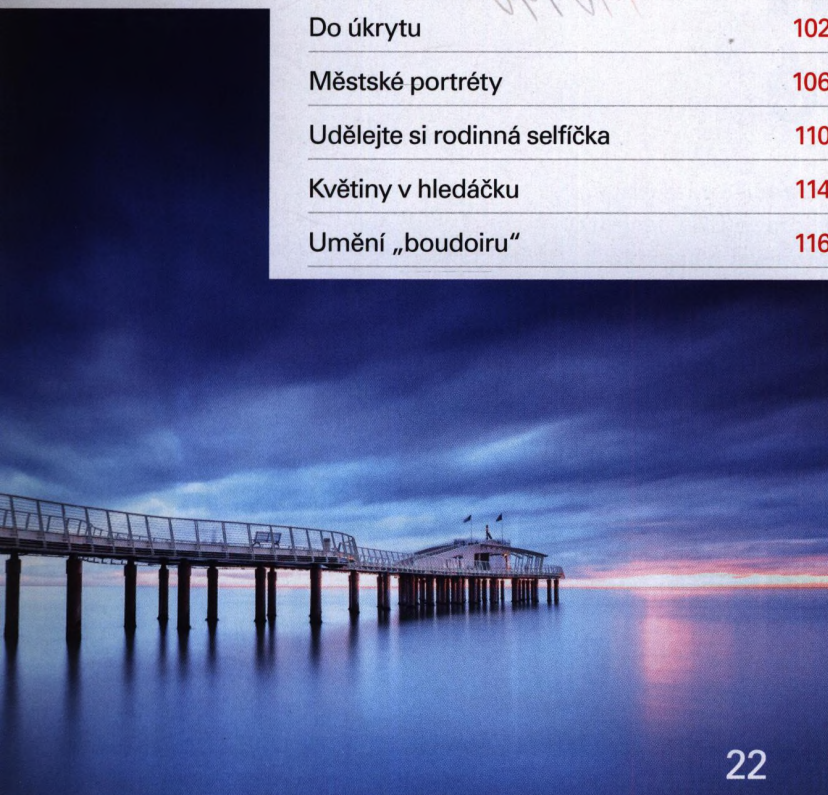 Do úkrytu 102
Městské portréty 106
Udělejte si rodinná selfíčka 110
Květiny v hledáčku 114
Umění „boudoiru“ 116
22